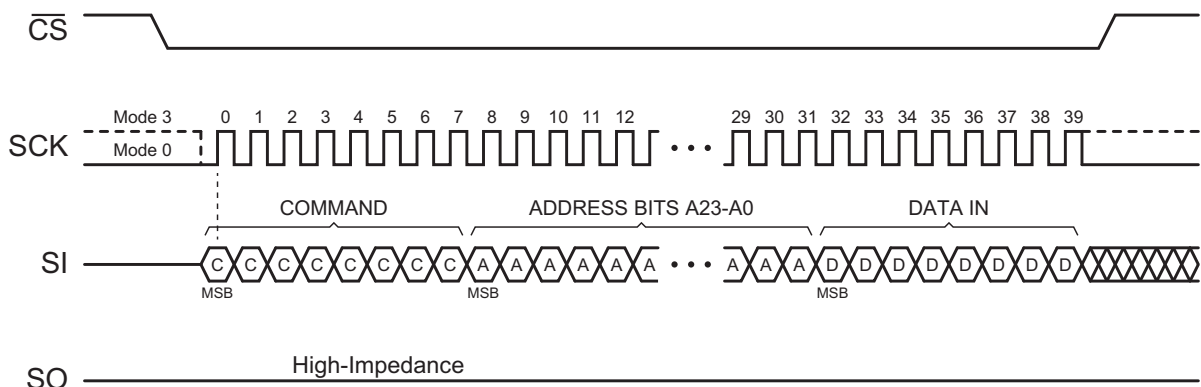 CS
Mode 3
0 1 2 3 4 5 6 7 8 9 10 11 12 29 30 31 32 33 34 35 36 37 38 39
SCK
Mode 0
COMMAND ADDRESS BITS A23-A0 DATA IN
SI C C C C C C C C A A A A A A • • • A A A D D D D D D D D
MSB MSB MSB
High-Impedance
SO